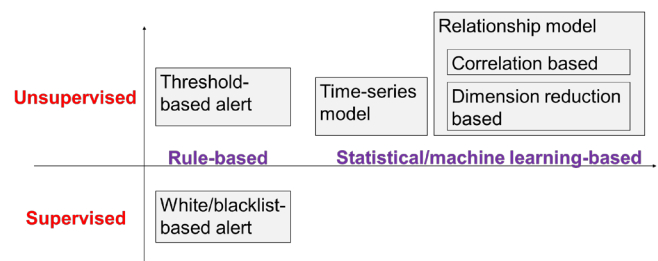 Relationship model
Correlation based
Dimension reduction
based
Threshold-
based alert
Time-series
model
Unsupervised
Rule-based
Statistical/machine learning-based
White/blacklist-
based alert
Supervised